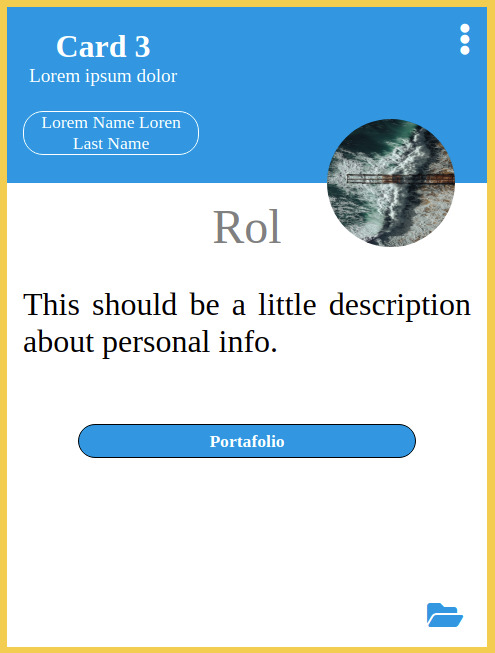 Card 3
Lorem ipsum dolor
Lorem Name Loren
Last Name
Rol
This should be a little description
about personal info.
Portafolio